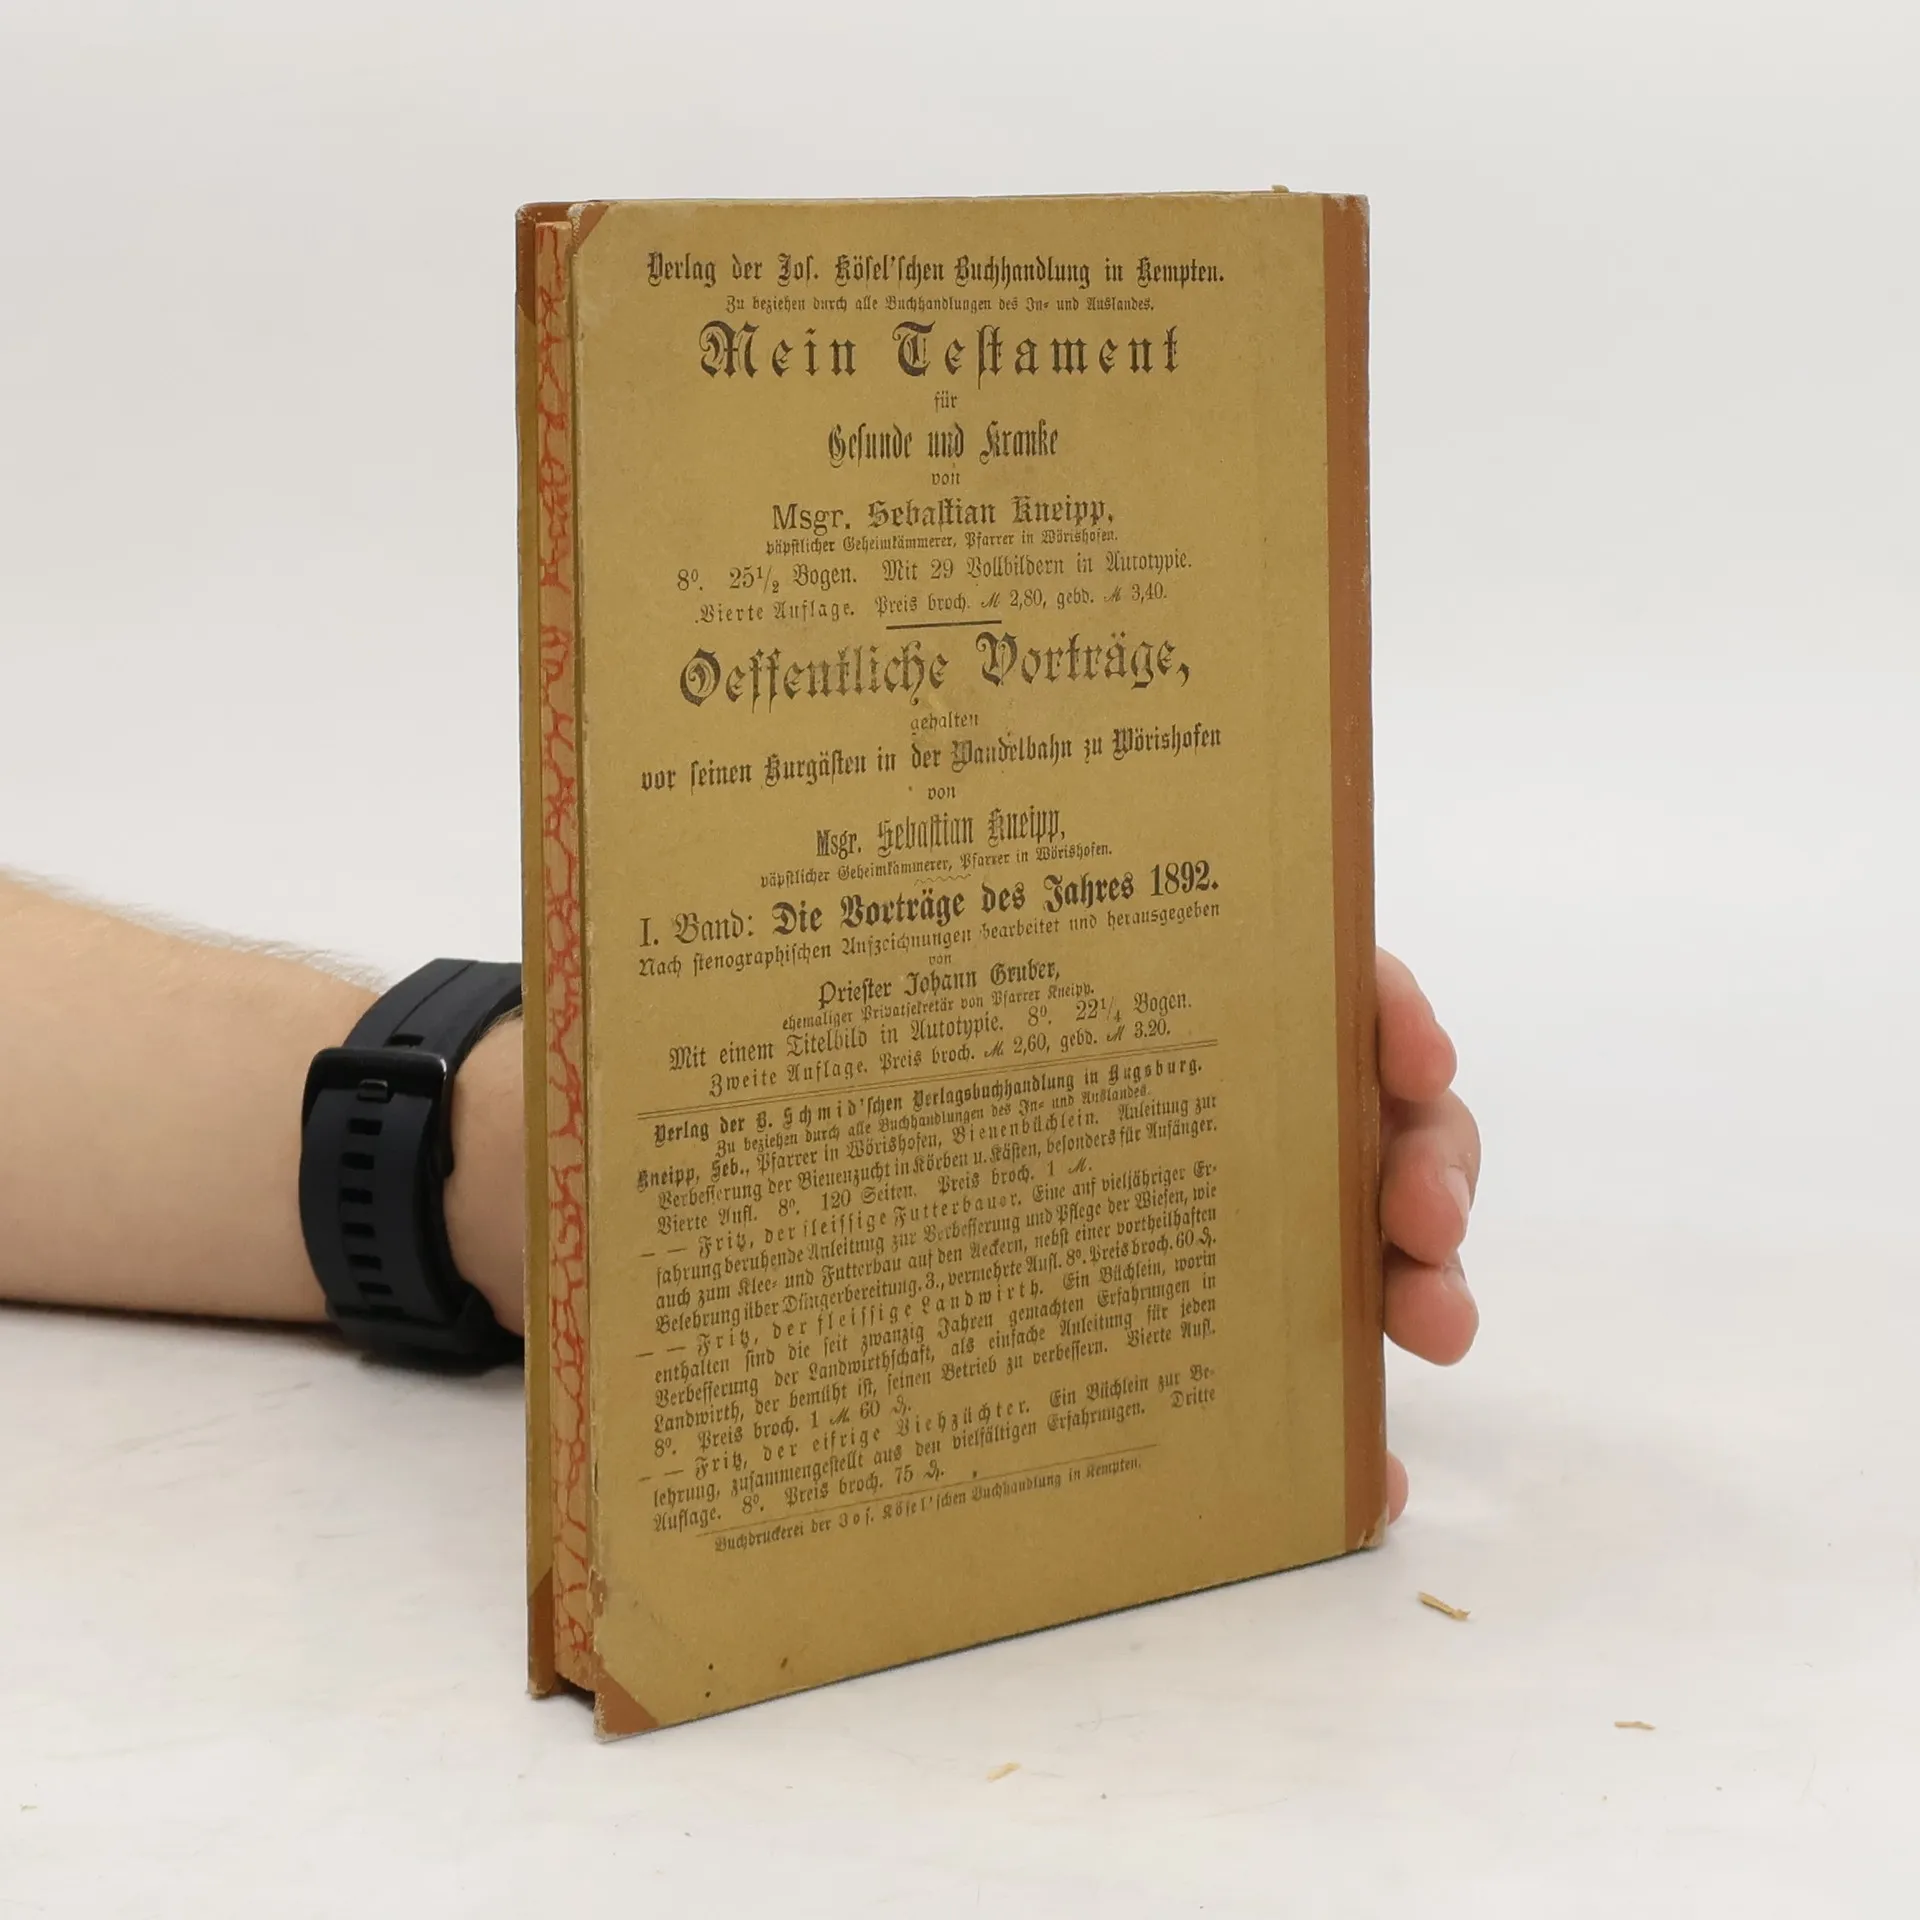 Verlag der Jos. Kösel'schen Buchhandlung in Kempten.
Zu beziehen durch alle Buchhandlungen des In- und Auslandes.
Mein Testament
für
Gesunde und Kranke
von
Msgr. Sebastian Kneipp,
päpstlicher Geheimkämmerer, Pfarrer in Wörishofen.
8⁰. 25¹/₂ Bogen. Mit 29 Vollbildern in Autotypie.
Vierte Auflage. Preis broch. M 2,80, gebd. M 3,40.
Oeffentliche Vorträge,
gehalten
vor seinen Kurgästen in der Wandelbahn zu Wörishofen
von
Msgr. Sebastian Kneipp,
päpstlicher Geheimkämmerer, Pfarrer in Wörishofen.
I. Band: Die Vorträge des Jahres 1892.
Nach stenographischen Aufzeichnungen bearbeitet und herausgegeben
von
Priester Johann Gruber,
ehemaliger Privatsekretär von Pfarrer Kneipp.
Mit einem Titelbild in Autotypie. 8⁰. 22¹/₄ Bogen.
Zweite Auflage. Preis broch. M. 2,60, gebd. M 3.20.
Verlag der B. Schmid'schen Verlagsbuchhandlung in Augsburg.
Zu beziehen durch alle Buchhandlungen des In- und Auslandes.
Kneipp, Seb., Pfarrer in Wörishofen, Bienenbüchlein. Anleitung zur
Verbesserung der Bienenzucht in Körben u. Kästen, besonders für Anfänger.
Vierte Aufl. 8⁰. 120 Seiten. Preis broch. 1 M.
— — Fritz, der fleissige Futterbauer. Eine auf vieljähriger Er-
fahrung beruhende Anleitung zur Verbesserung und Pflege der Wiesen, wie
auch zum Klee- und Futterbau auf den Aeckern, nebst einer vortheilhaften
Belehrung über Düngerbereitung. 3., vermehrte Aufl. 8⁰. Preis broch. 60 ₰.
— — Fritz, der fleissige Landwirth. Ein Büchlein, worin
enthalten sind die seit zwanzig Jahren gemachten Erfahrungen in
Verbesserung der Landwirthschaft, als einfache Anleitung für jeden
Landwirth, der bemüht ist, seinen Betrieb zu verbessern. Vierte Aufl.
8⁰. Preis broch. 1 M. 60 ₰.
— — Fritz, der eifrige Viehzüchter. Ein Büchlein zur Be-
lehrung, zusammengestellt aus den vielfältigen Erfahrungen. Dritte
Auflage. 8⁰. Preis broch. 75 ₰.
Buchdruckerei der Jos. Kösel'schen Buchhandlung in Kempten.